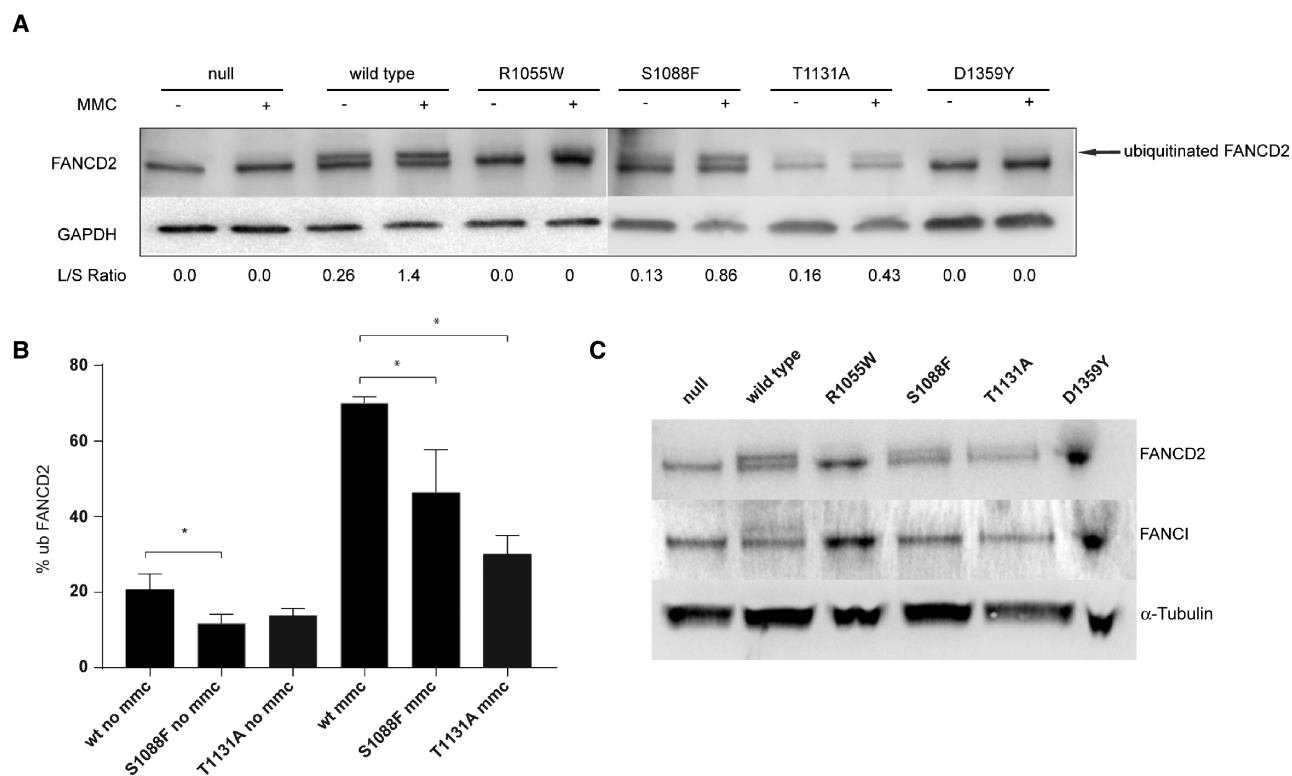 A
null wild type R1055W S1088F T1131A D1359Y
MMC - + - + - + - + - + - +
FANCD2
ubiquitinated FANCD2
GAPDH
L/S Ratio 0.0 0.0 0.26 1.4 0.0 0 0.13 0.86 0.16 0.43 0.0 0.0
B
% ub FANCD2
80
60
40
20
0
*
*
*
wt no mmc
S1088F no mmc
T1131A no mmc
wt mmc
S1088F mmc
T1131A mmc
C
null wild type R1055W S1088F T1131A D1359Y
FANCD2
FANCI
α-Tubulin